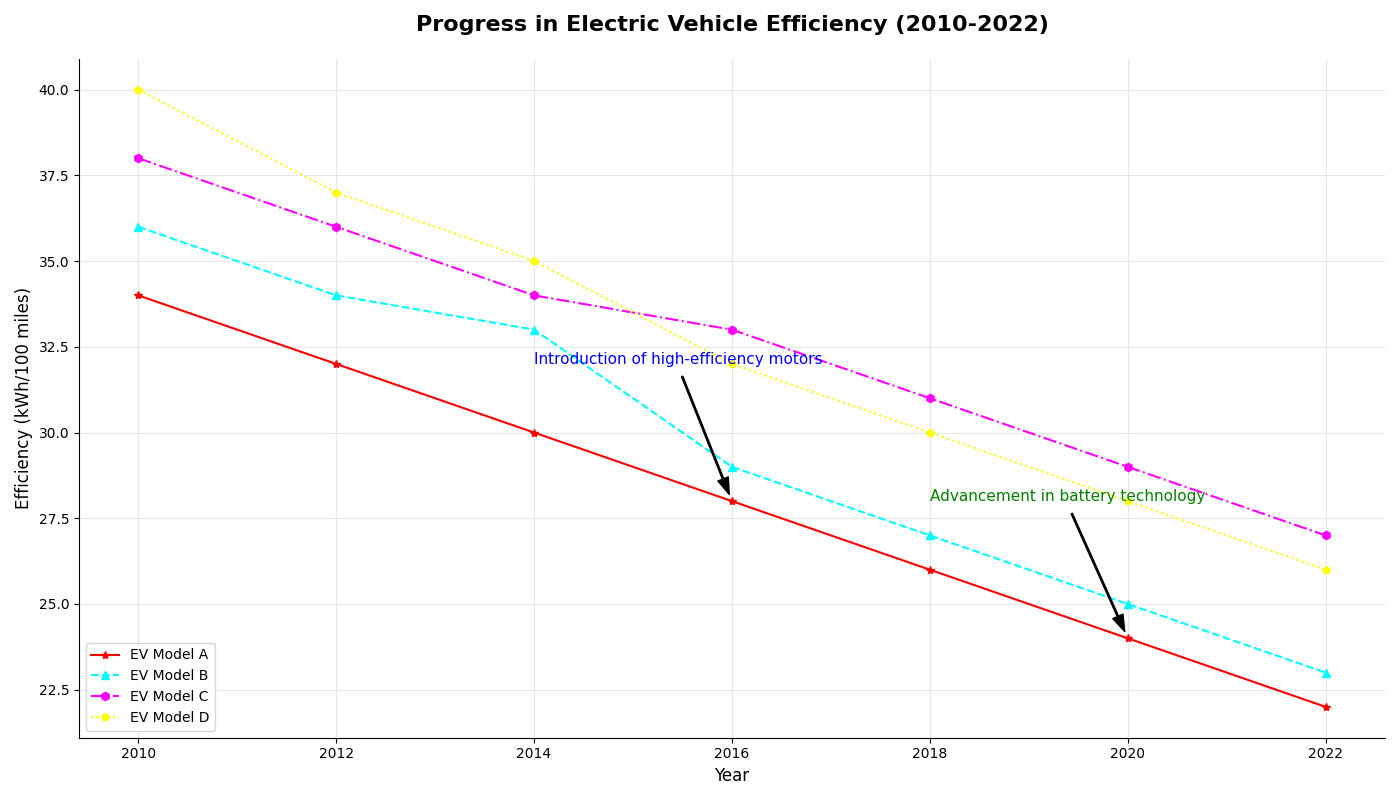 Progress in Electric Vehicle Efficiency (2010-2022)
Efficiency (kWh/100 miles)
40.0
37.5
35.0
32.5
30.0
27.5
25.0
22.5
Introduction of high-efficiency motors
Advancement in battery technology
EV Model A
EV Model B
EV Model C
EV Model D
2010
2012
2014
2016
2018
2020
2022
Year